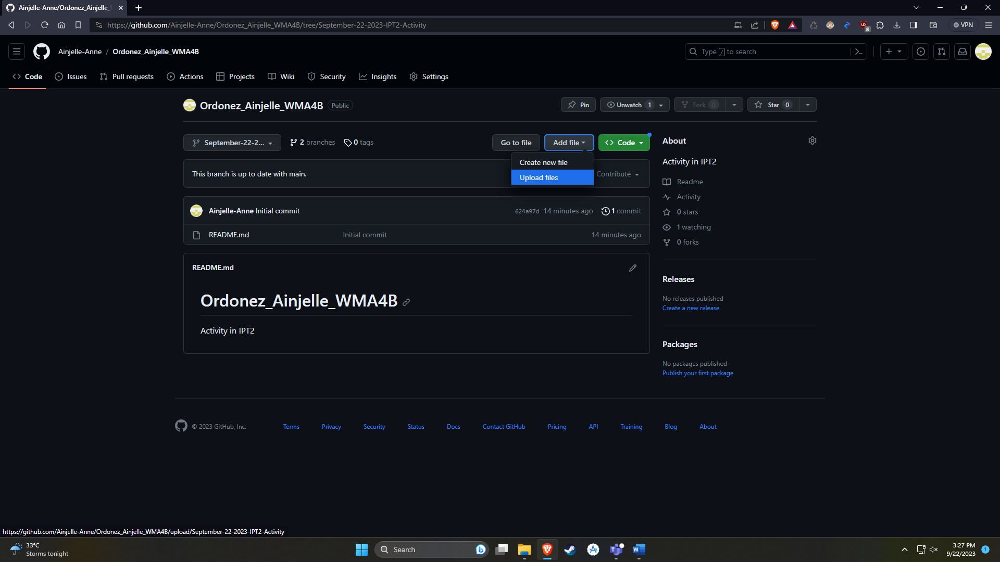 Ainjelle-Anne/Ordonez_Ainjelle_
https://github.com/Ainjelle-Anne/Ordonez_Ainjelle_WMA4B/tree/September-22-2023-IPT2-Activity
8
VPN
Ainjelle-Anne / Ordonez_Ainjelle_WMA4B
Type / to search
Code
Issues
Pull requests
Actions
Projects
Wiki
Security
Insights
Settings
Ordonez_Ainjelle_WMA4B
Public
Pin
Unwatch 1
Fork 0
Star 0
September-22-2...
2 branches
0 tags
Go to file
Add file
Code
Create new file
Upload files
This branch is up to date with main.
Contribute
Ainjelle-Anne Initial commit
624a97d 14 minutes ago
1 commit
README.md
Initial commit
14 minutes ago
README.md
Ordonez_Ainjelle_WMA4B
Activity in IPT2
About
Activity in IPT2
Readme
Activity
0 stars
1 watching
0 forks
Releases
No releases published
Create a new release
Packages
No packages published
Publish your first package
© 2023 GitHub, Inc.
Terms
Privacy
Security
Status
Docs
Contact GitHub
Pricing
API
Training
Blog
About
https://github.com/Ainjelle-Anne/Ordonez_Ainjelle_WMA4B/upload/September-22-2023-IPT2-Activity
33°C
Storms tonight
Search
3:27 PM
9/22/2023
1